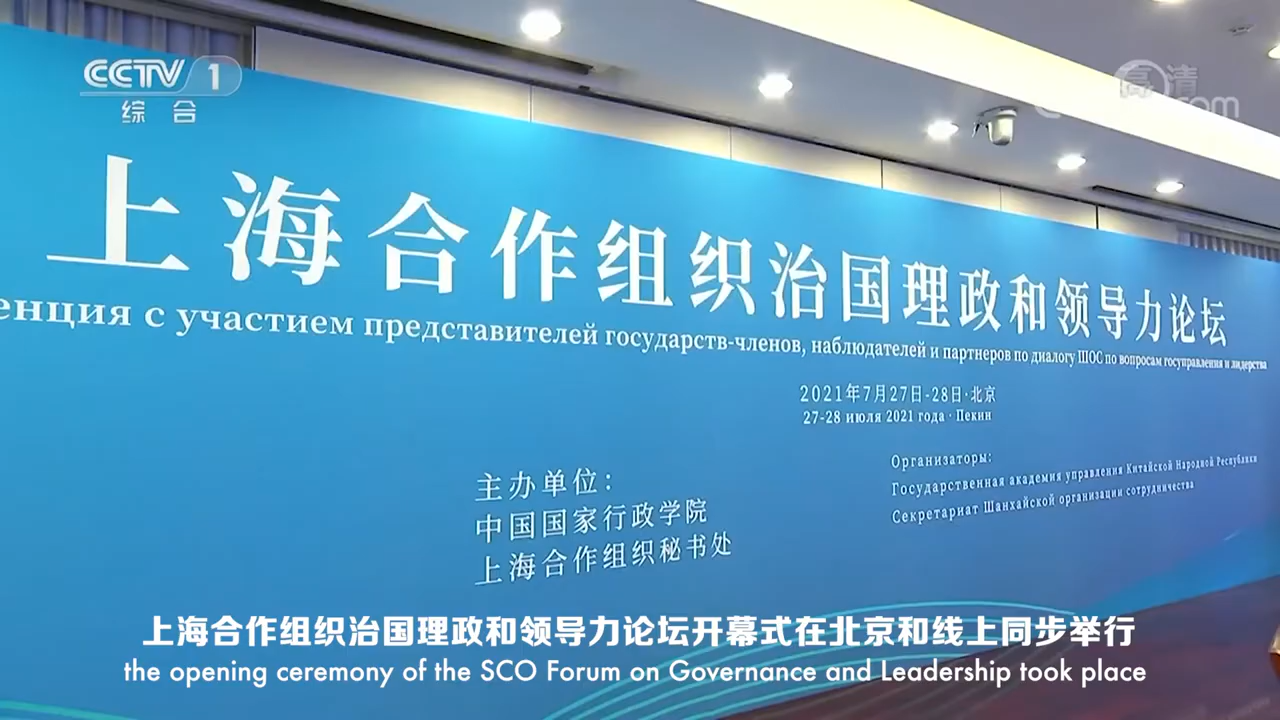 CCTV 1
综合
高清
com
上海合作组织治国理政和领导力论坛
енция с участием представителей государств-членов, наблюдателей и партнеров по диалогу ШОС по вопросам госуправления и лидерства
2021年7月27日-28日·北京
27-28 июля 2021 года · Пекин
主办单位：
中国国家行政学院
上海合作组织秘书处
Организаторы:
Государственная академия управления Китайской Народной Республики
Секретариат Шанхайской организации сотрудничества
上海合作组织治国理政和领导力论坛开幕式在北京和线上同步举行
the opening ceremony of the SCO Forum on Governance and Leadership took place